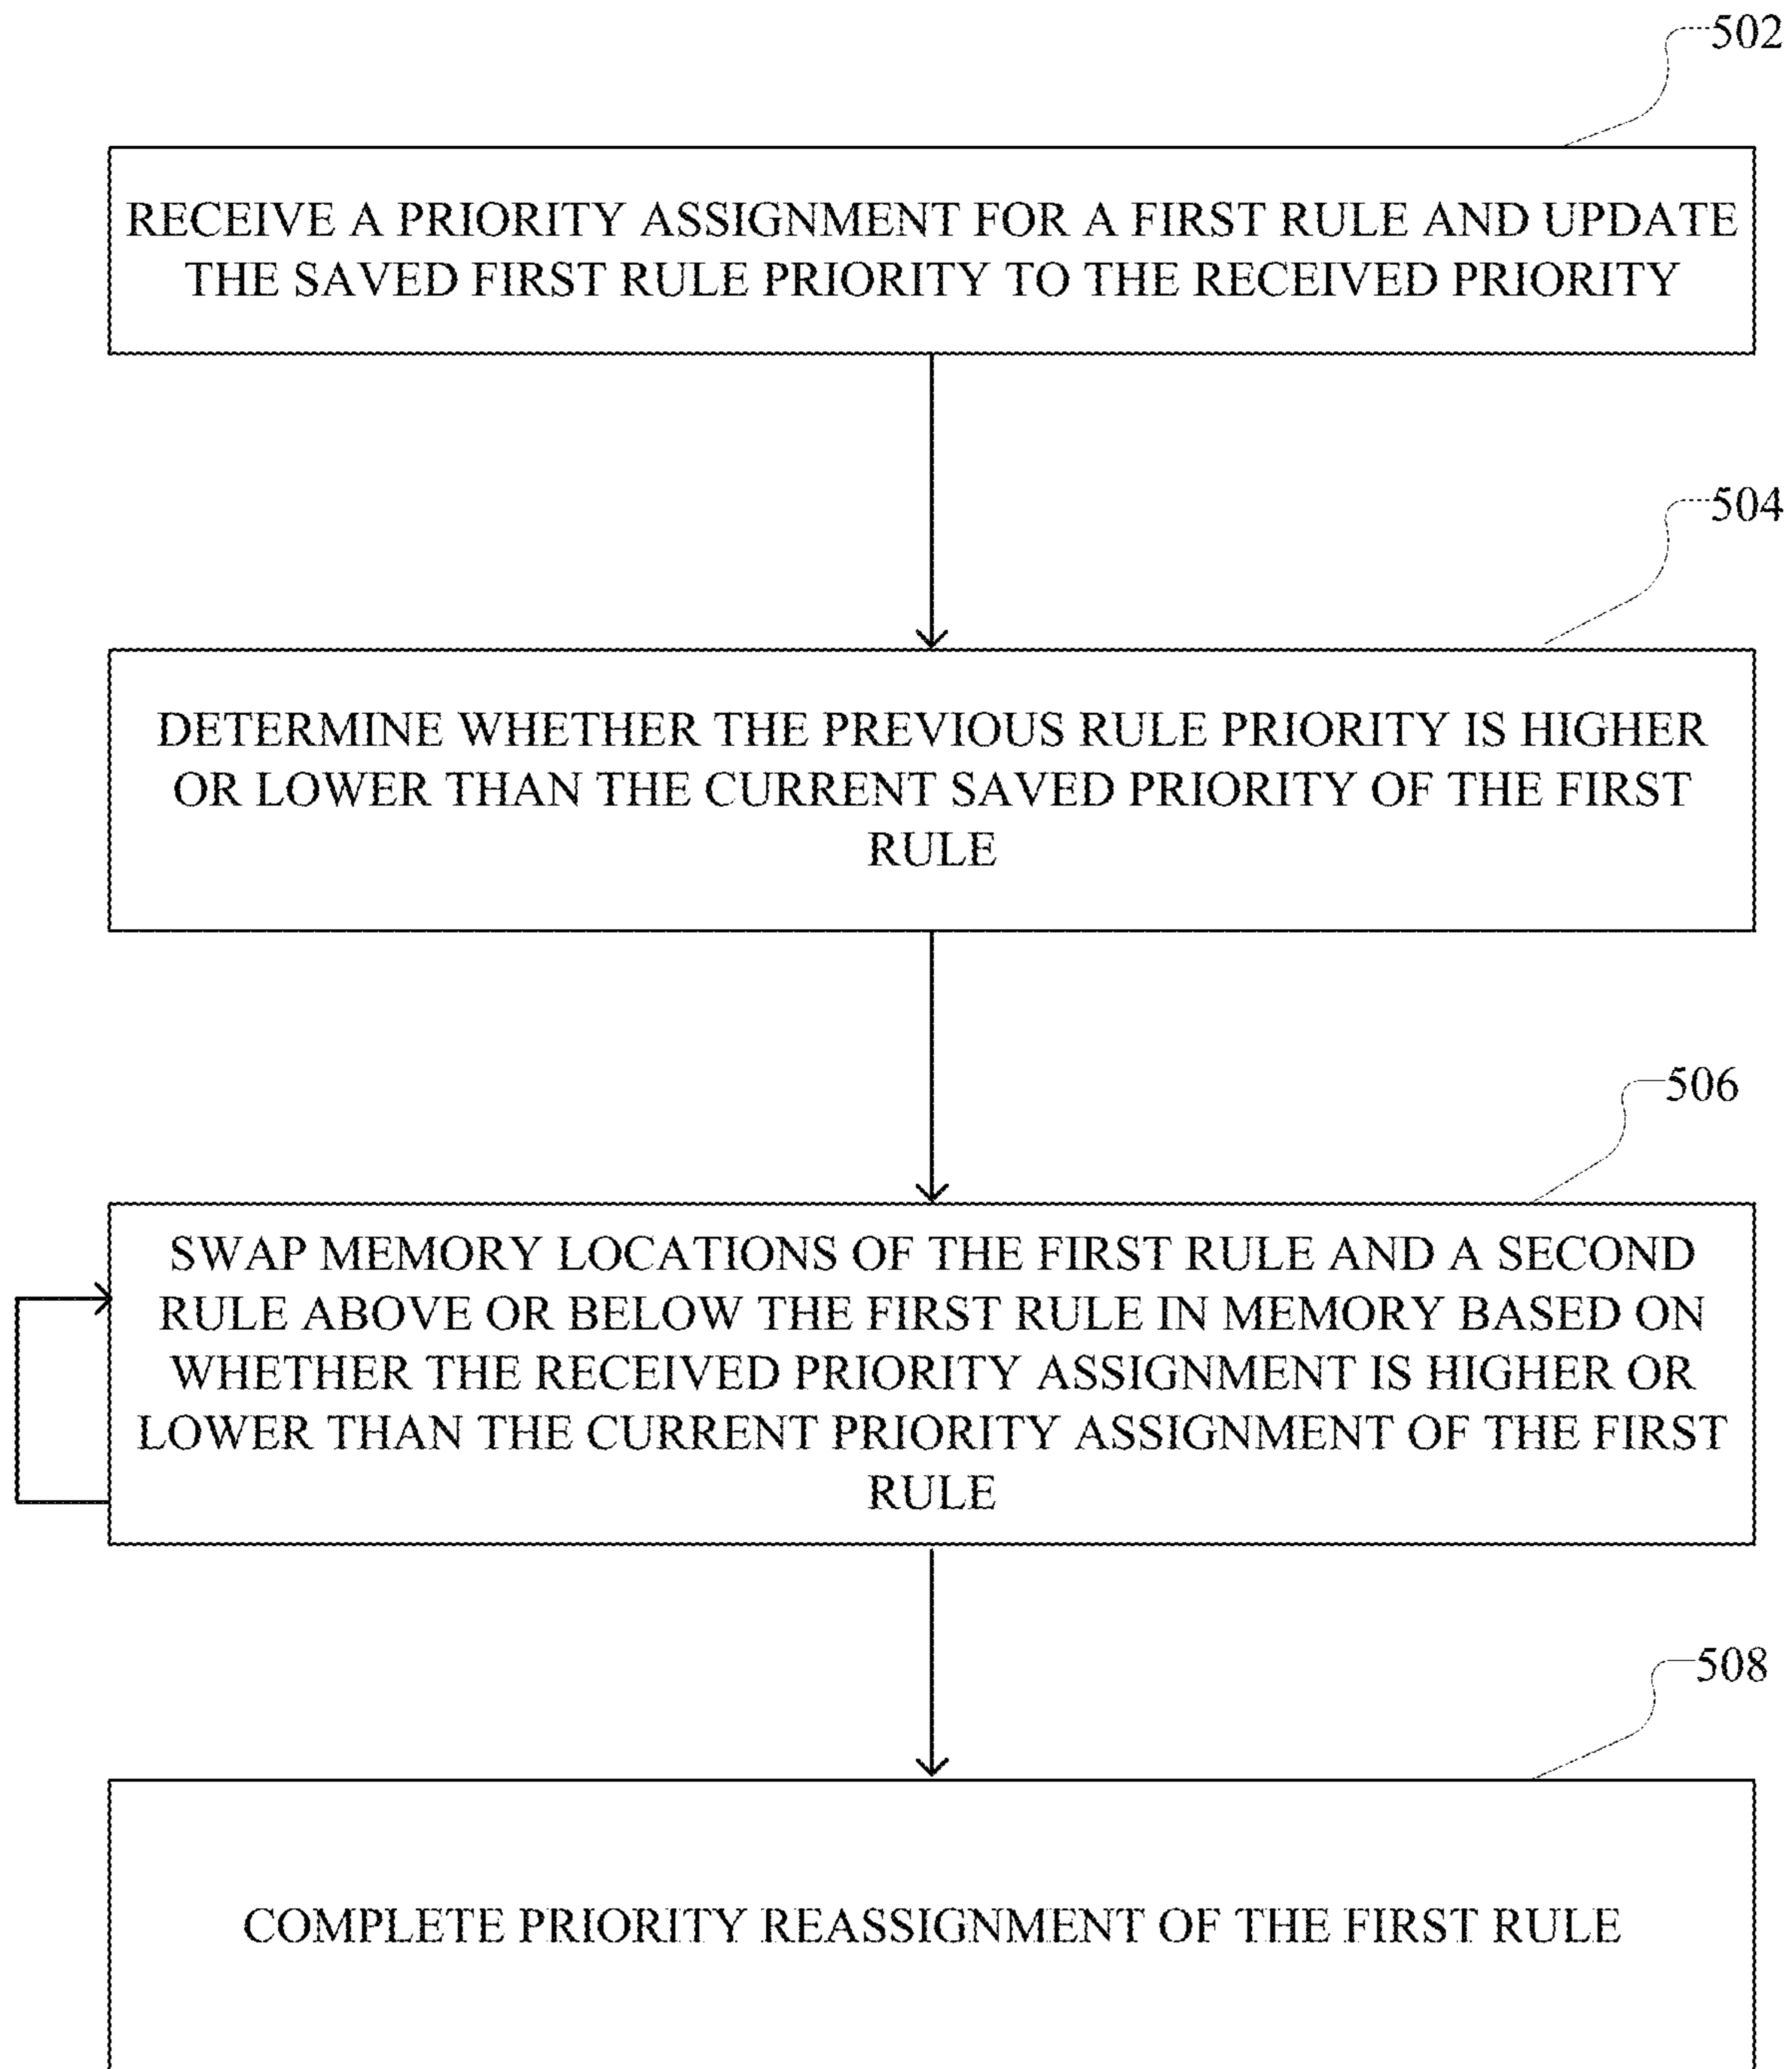 502
RECEIVE A PRIORITY ASSIGNMENT FOR A FIRST RULE AND UPDATE
THE SAVED FIRST RULE PRIORITY TO THE RECEIVED PRIORITY
504
DETERMINE WHETHER THE PREVIOUS RULE PRIORITY IS HIGHER
OR LOWER THAN THE CURRENT SAVED PRIORITY OF THE FIRST
RULE
506
SWAP MEMORY LOCATIONS OF THE FIRST RULE AND A SECOND
RULE ABOVE OR BELOW THE FIRST RULE IN MEMORY BASED ON
WHETHER THE RECEIVED PRIORITY ASSIGNMENT IS HIGHER OR
LOWER THAN THE CURRENT PRIORITY ASSIGNMENT OF THE FIRST
RULE
508
COMPLETE PRIORITY REASSIGNMENT OF THE FIRST RULE